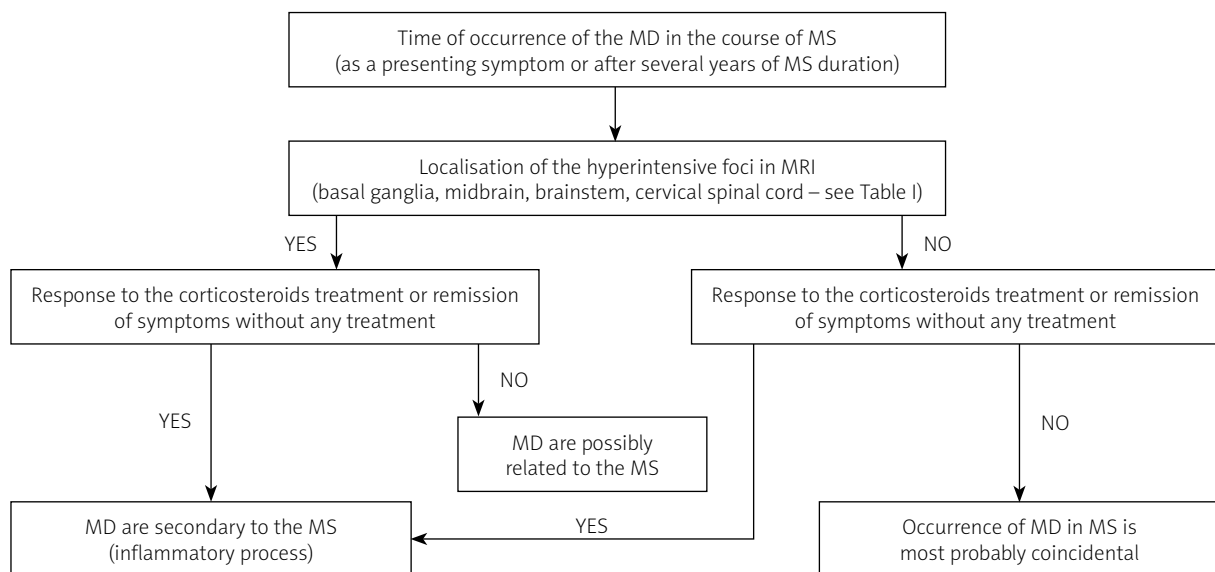 Time of occurrence of the MD in the course of MS
(as a presenting symptom or after several years of MS duration)
Localisation of the hyperintensive foci in MRI
(basal ganglia, midbrain, brainstem, cervical spinal cord – see Table I)
YES
NO
Response to the corticosteroids treatment or remission
of symptoms without any treatment
Response to the corticosteroids treatment or remission
of symptoms without any treatment
YES
NO
NO
MD are possibly
related to the MS
MD are secondary to the MS
(inflammatory process)
YES
Occurrence of MD in MS is
most probably coincidental